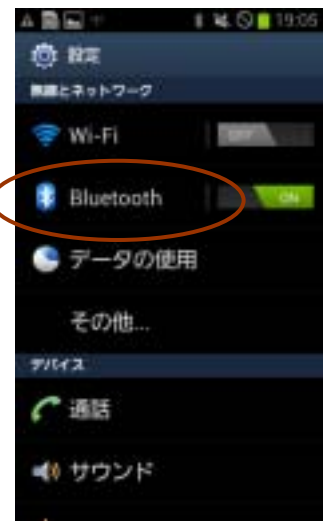 19:05
設定
無線とネットワーク
Wi-Fi
OFF
Bluetooth
ON
データの使用
その他...
デバイス
通話
サウンド